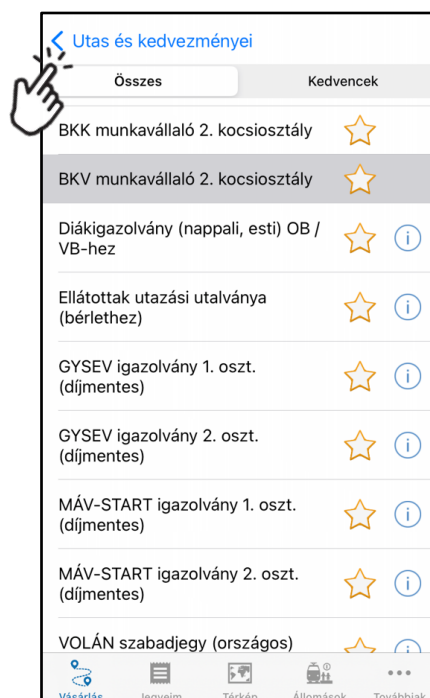 Utas és kedvezményei
Összes
Kedvencek
BKK munkavállaló 2. kocsiosztály
BKV munkavállaló 2. kocsiosztály
Diákigazolvány (nappali, esti) OB /
VB-hez
Ellátottak utazási utalványa
(bérlethez)
GYSEV igazolvány 1. oszt.
(díjmentes)
GYSEV igazolvány 2. oszt.
(díjmentes)
MÁV-START igazolvány 1. oszt.
(díjmentes)
MÁV-START igazolvány 2. oszt.
(díjmentes)
VOLÁN szabadjegy (országos)
Vásárlás
Jegyeim
Térkép
Állomások
Továbbiak